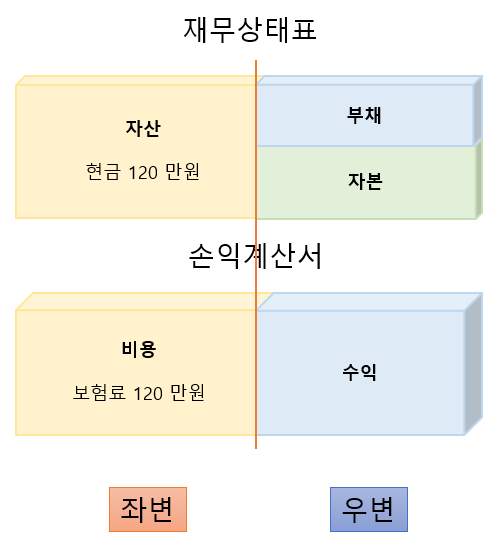 재무상태표
자산
현금 120 만원
부채
자본
손익계산서
비용
보험료 120 만원
수익
좌변
우변